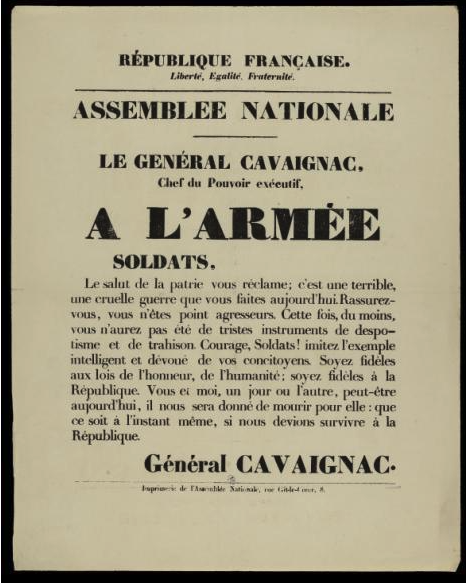 RÉPUBLIQUE FRANÇAISE.
Liberté, Egalité, Fraternité.
ASSEMBLEE NATIONALE
LE GENÉRAL CAVAIGNAC,
Chef du Pouvoir exécutif,
A L'ARMÉE
SOLDATS,
Le salut de la patrie vous réclame; c'est une terrible,
une cruelle guerre que vous faites aujourd'hui. Rassurez-
vous, vous n'êtes point agresseurs. Cette fois, du moins,
vous n'aurez pas été de tristes instruments de despo-
tisme et de trahison. Courage, Soldats! imitez l'exemple
intelligent et dévoué de vos concitoyens. Soyez fidèles
aux lois de l'honneur, de l'humanité; soyez fidèles à la
République. Vous et moi, un jour ou l'autre, peut-être
aujourd'hui, il nous sera donné de mourir pour elle: que
ce soit à l'instant même, si nous devions survivre à la
République.
Général CAVAIGNAC.
Imprimerie de l'Assemblée Nationale, rue Gît-le-Cœur, 8.